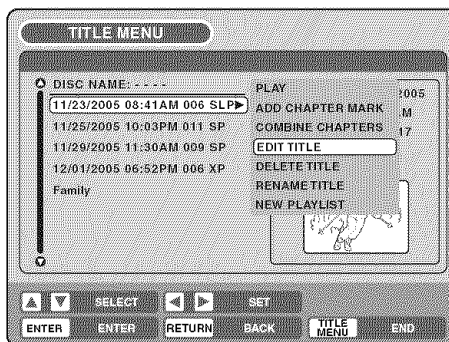 TITLE MENU
DISC NAME: - - - -
11/23/2005 08:41AM 006 SLP▶
11/25/2005 10:03PM 011 SP
11/29/2005 11:30AM 009 SP
12/01/2005 06:52PM 006 XP
Family
PLAY
ADD CHAPTER MARK
COMBINE CHAPTERS
EDIT TITLE
DELETE TITLE
RENAME TITLE
NEW PLAYLIST
2005
M
17
SELECT SET
ENTER ENTER RETURN BACK TITLE MENU END